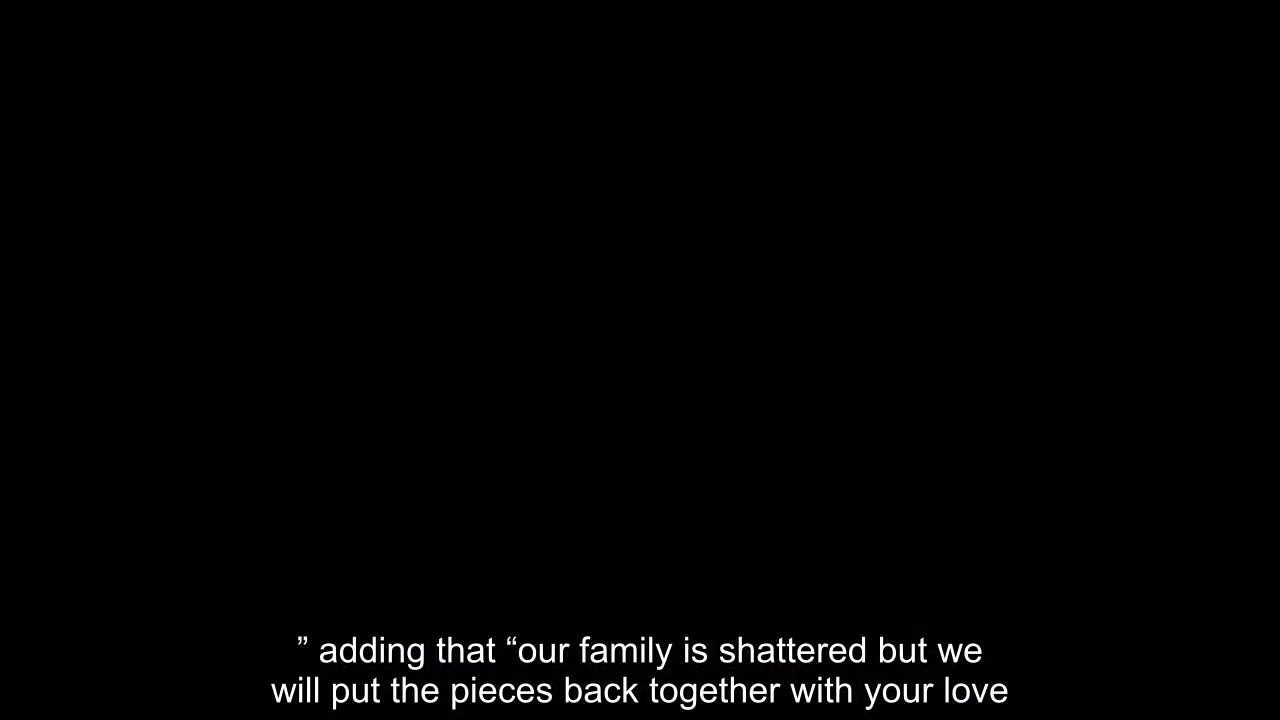 ” adding that “our family is shattered but we
will put the pieces back together with your love